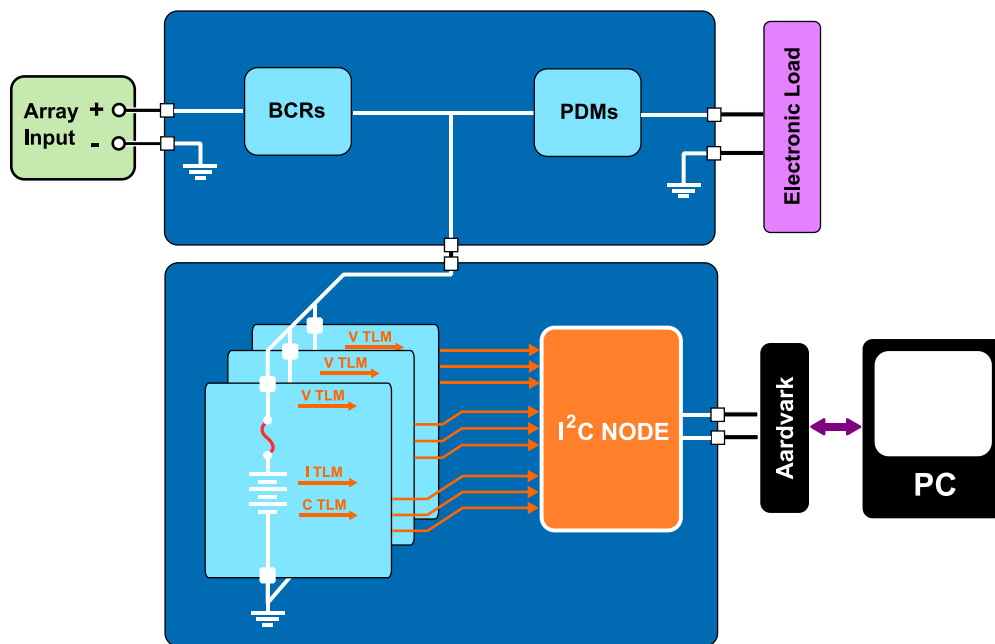 Array
Input
+
-
BCRs
PDMs
Electronic Load
V TLM
V TLM
V TLM
I TLM
C TLM
I²C NODE
Aardvark
PC